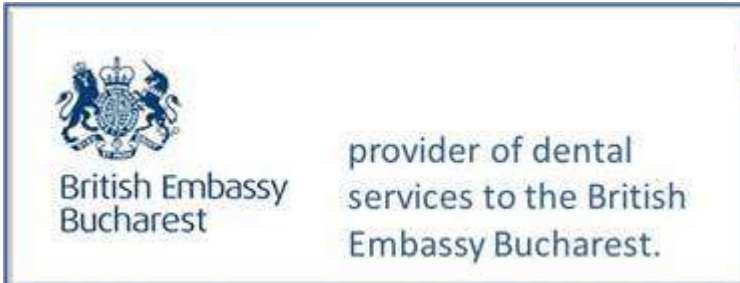 British Embassy
Bucharest
provider of dental
services to the British
Embassy Bucharest.